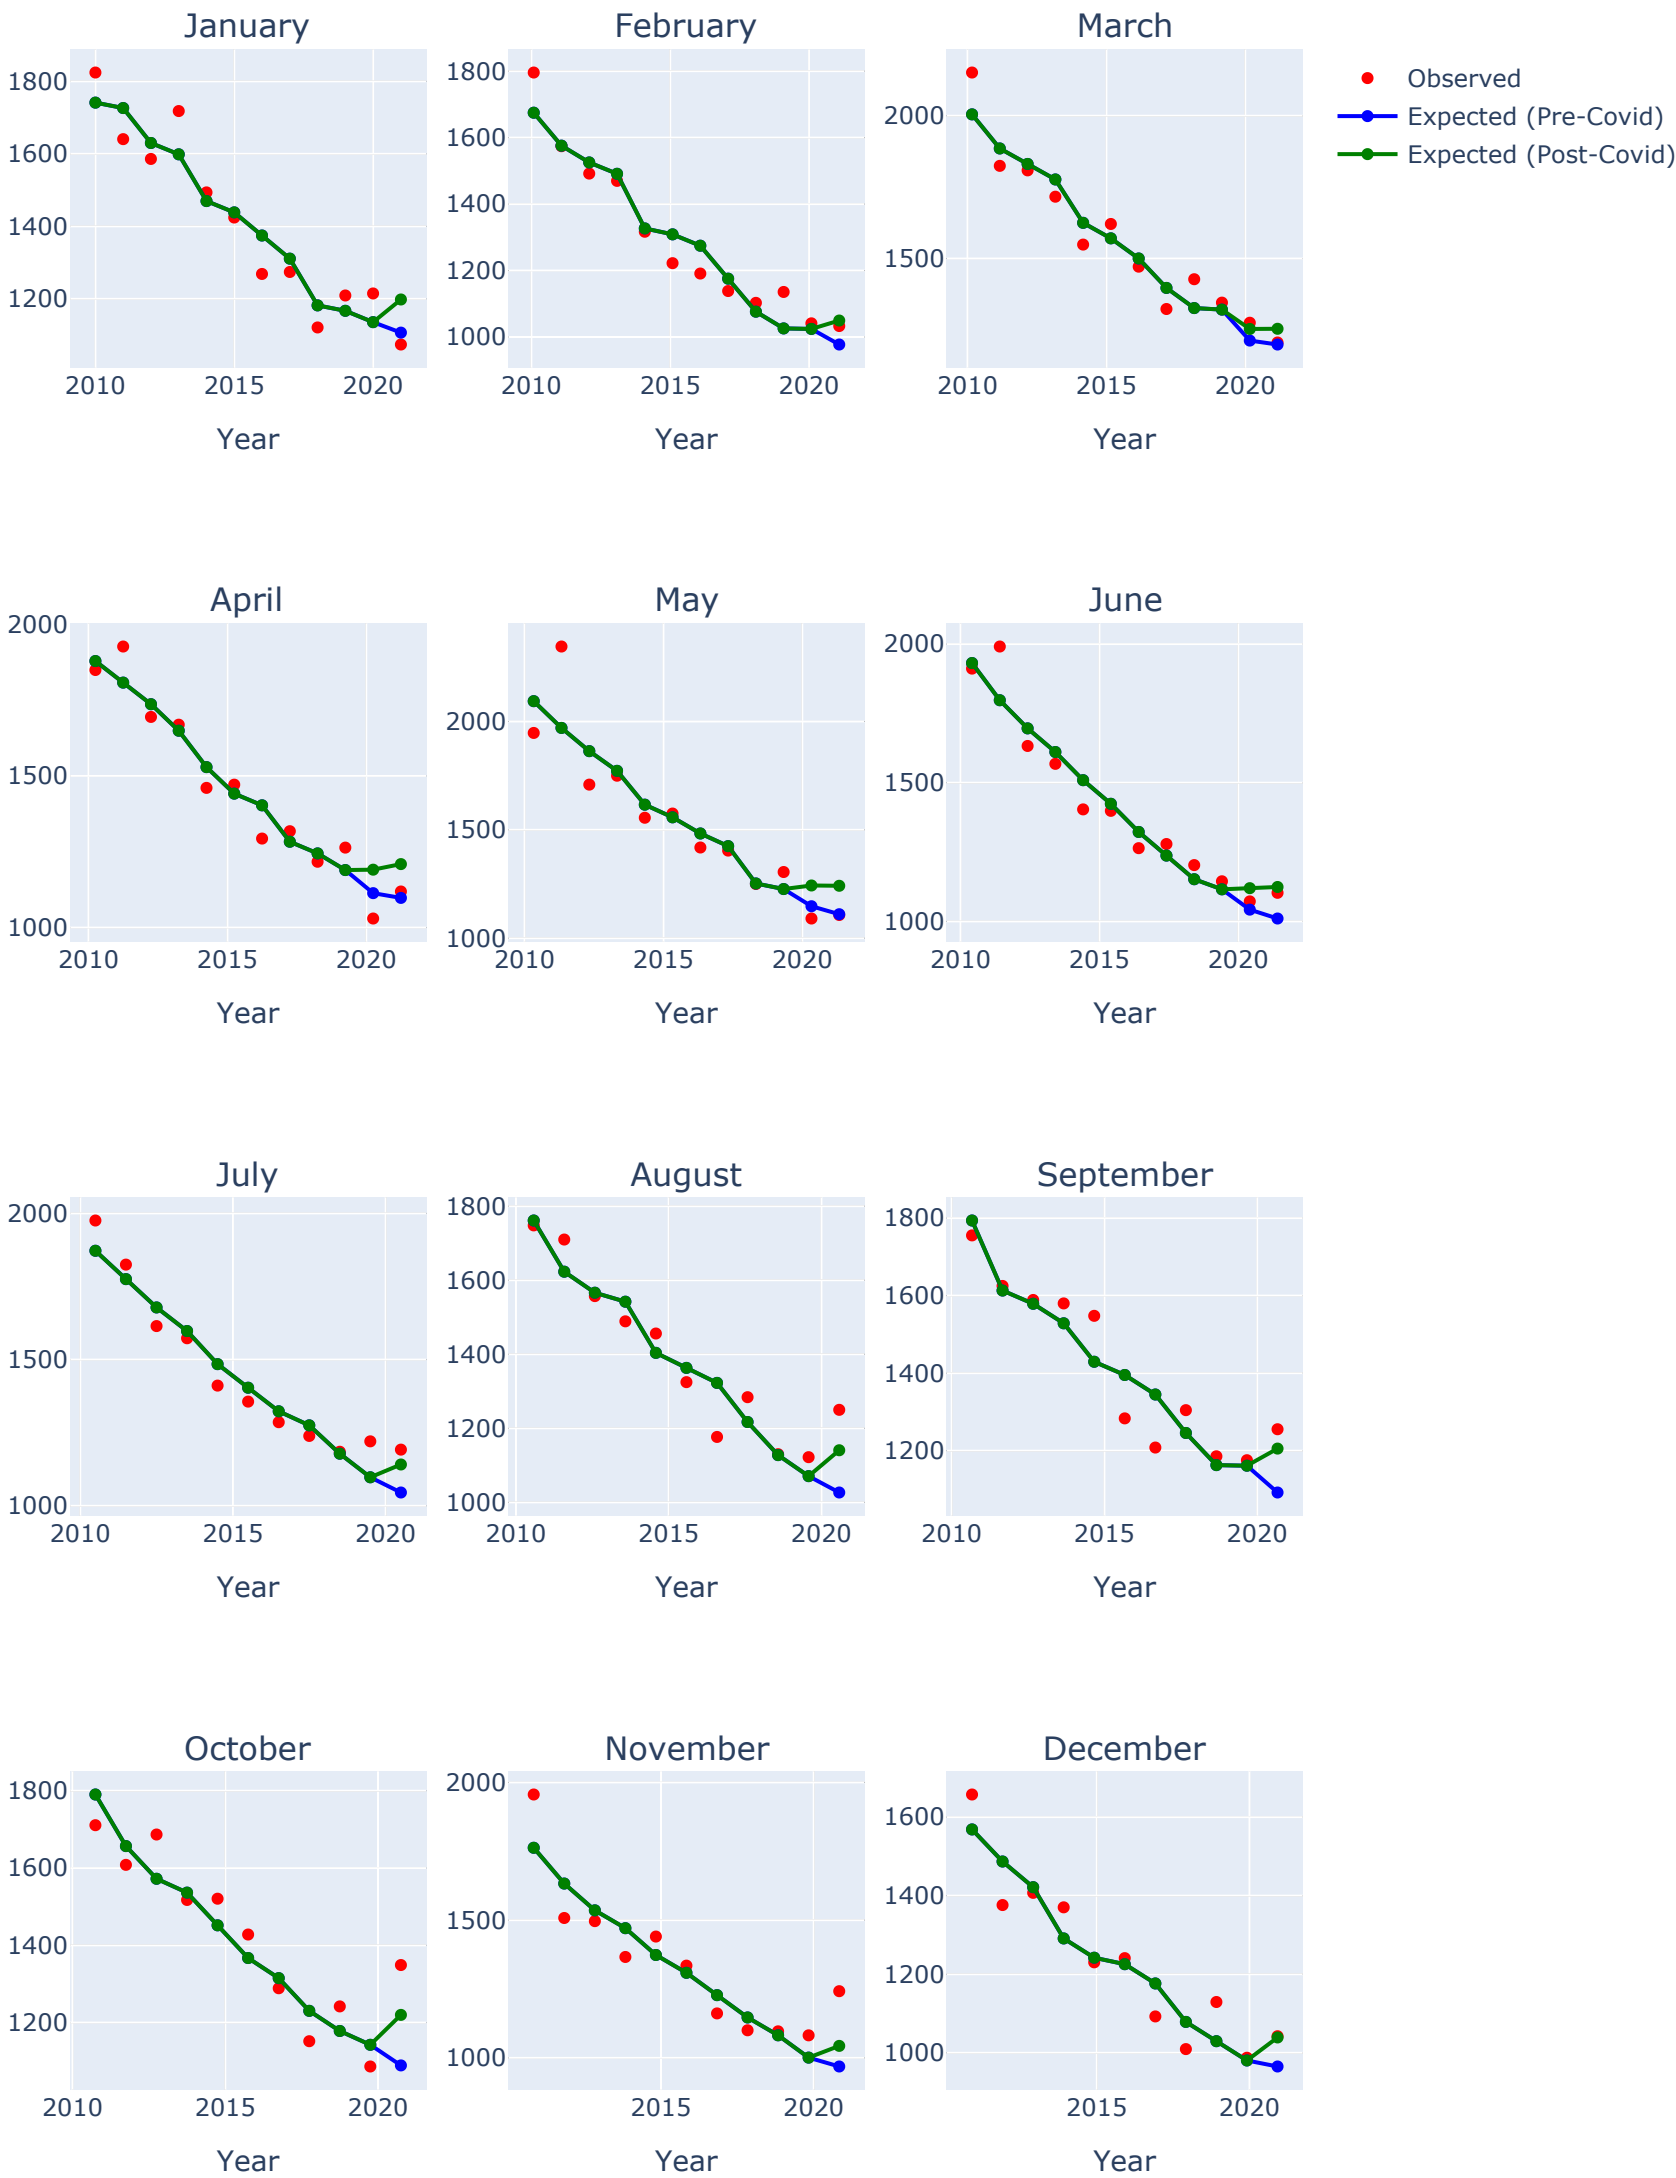 January February March
1800
1600
1400
1200
2010 2015 2020
Year
1800
1600
1400
1200
1000
2010 2015 2020
Year
2000
1500
2010 2015 2020
Year
Observed
Expected (Pre-Covid)
Expected (Post-Covid)
April May June
2000
1500
1000
2010 2015 2020
Year
2000
1500
1000
2010 2015 2020
Year
2000
1500
1000
2010 2015 2020
Year
July August September
2000
1500
1000
2010 2015 2020
Year
1800
1600
1400
1200
1000
2010 2015 2020
Year
1800
1600
1400
1200
2010 2015 2020
Year
October November December
1800
1600
1400
1200
2010 2015 2020
Year
2000
1500
1000
2015 2020
Year
1600
1400
1200
1000
2015 2020
Year